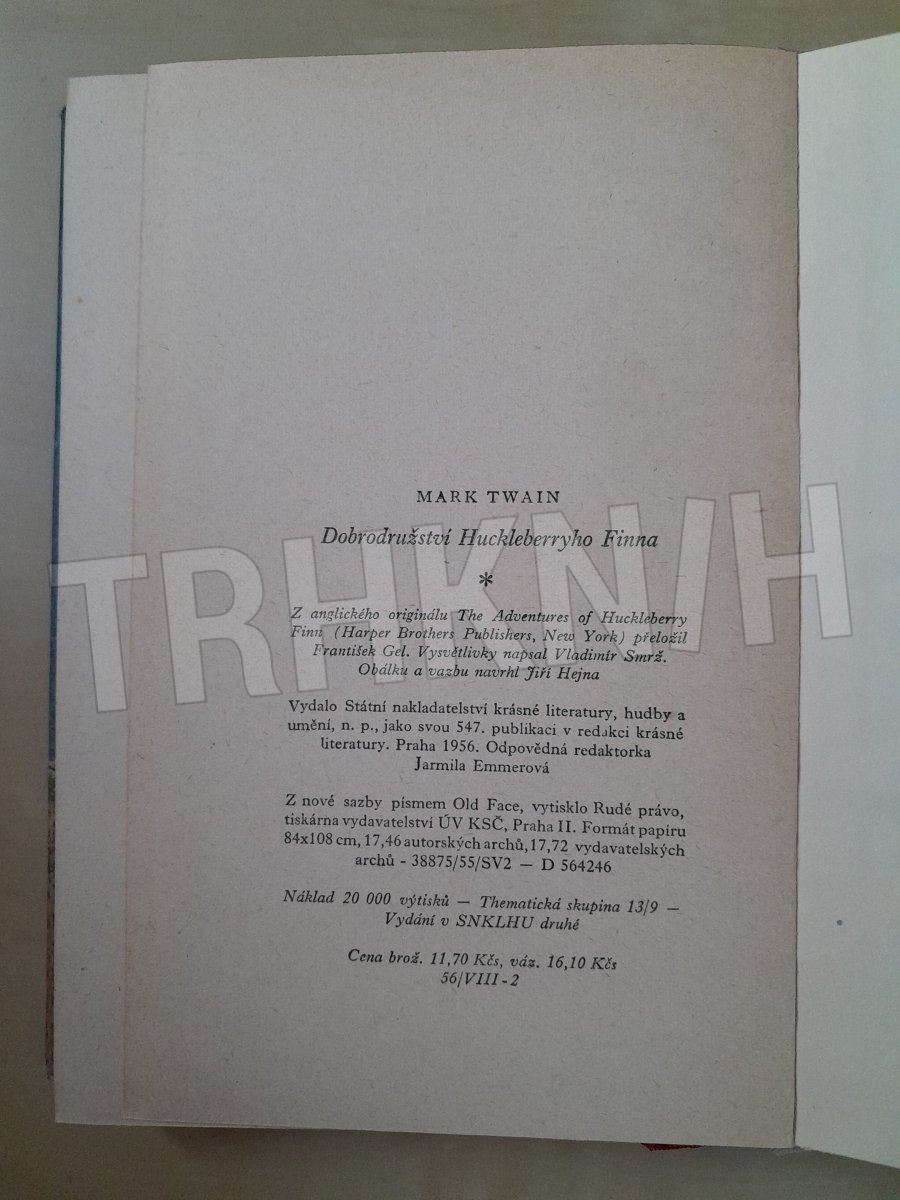 MARK TWAIN
Dobrodružství Huckleberryho Finna
*
Z anglického originálu The Adventures of Huckleberry
Finn (Harper Brothers Publishers, New York) přeložil
František Gel. Vysvětlivky napsal Vladimír Smrž.
Obálku a vazbu navrhl Jiří Hejna
Vydalo Státní nakladatelství krásné literatury, hudby a
umění, n. p., jako svou 547. publikaci v redakci krásné
literatury. Praha 1956. Odpovědná redaktorka
Jarmila Emmerová
Z nové sazby písmem Old Face, vytisklo Rudé právo,
tiskárna vydavatelství ÚV KSČ, Praha II. Formát papíru
84x108 cm, 17,46 autorských archů, 17,72 vydavatelských
archů - 38875/55/SV2 — D 564246
Náklad 20 000 výtisků — Thematická skupina 13/9 —
Vydání v SNKLHU druhé
Cena brož. 11,70 Kčs, váz. 16,10 Kčs
56/VIII-2
TRHKNIH